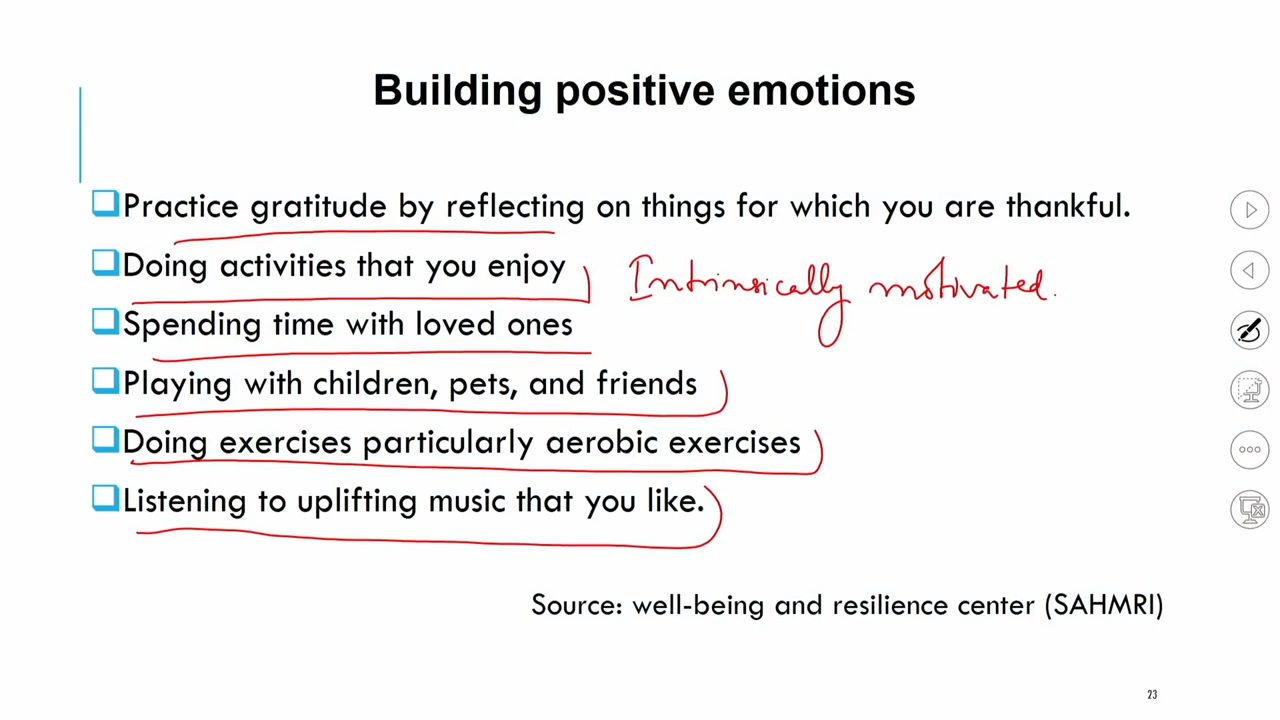 Building positive emotions
Practice gratitude by reflecting on things for which you are thankful.
Doing activities that you enjoy Intrinsically motivated.
Spending time with loved ones
Playing with children, pets, and friends
Doing exercises particularly aerobic exercises
Listening to uplifting music that you like.
Source: well-being and resilience center (SAHMRI)
23